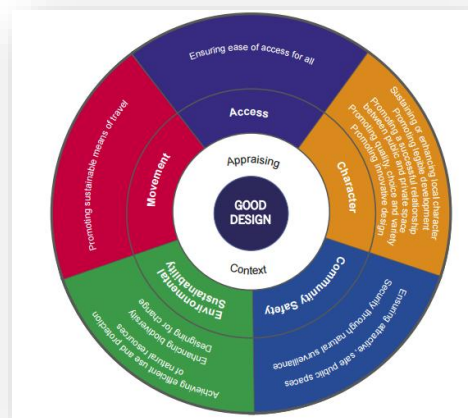 Ensuring ease of access for all
Access
Sustaining or enhancing local character
Promoting legible development
Promoting a successful relationship
between public and private space
Promoting quality, choice and variety
Promoting innovative design
Character
Ensuring attractive, safe public spaces
Security through natural surveillance
Community Safety
Environmental
Sustainability
Designing for change
Enhancing biodiversity
Achieving efficient use and protection
of natural resources
Promoting sustainable means of travel
Movement
Appraising
GOOD
DESIGN
Context